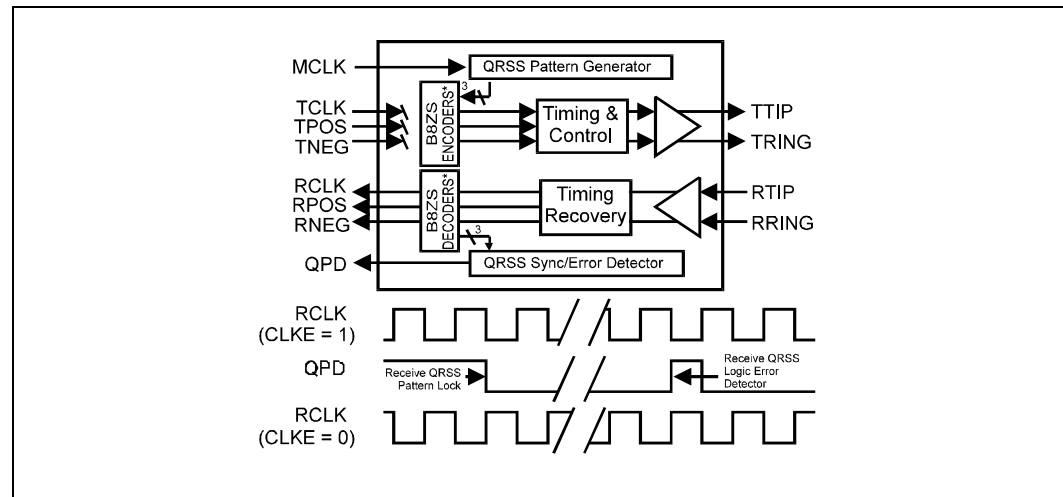 MCLK
QRSS Pattern Generator
3
TCLK
TPOS
TNEG
B8ZS
ENCODERS*
Timing &
Control
TTIP
TRING
RCLK
RPOS
RNEG
B8ZS
DECODERS*
Timing
Recovery
RTIP
RRING
3
QPD
QRSS Sync/Error Detector
RCLK
(CLKE = 1)
QPD
Receive QRSS
Pattern Lock
Receive QRSS
Logic Error
Detector
RCLK
(CLKE = 0)